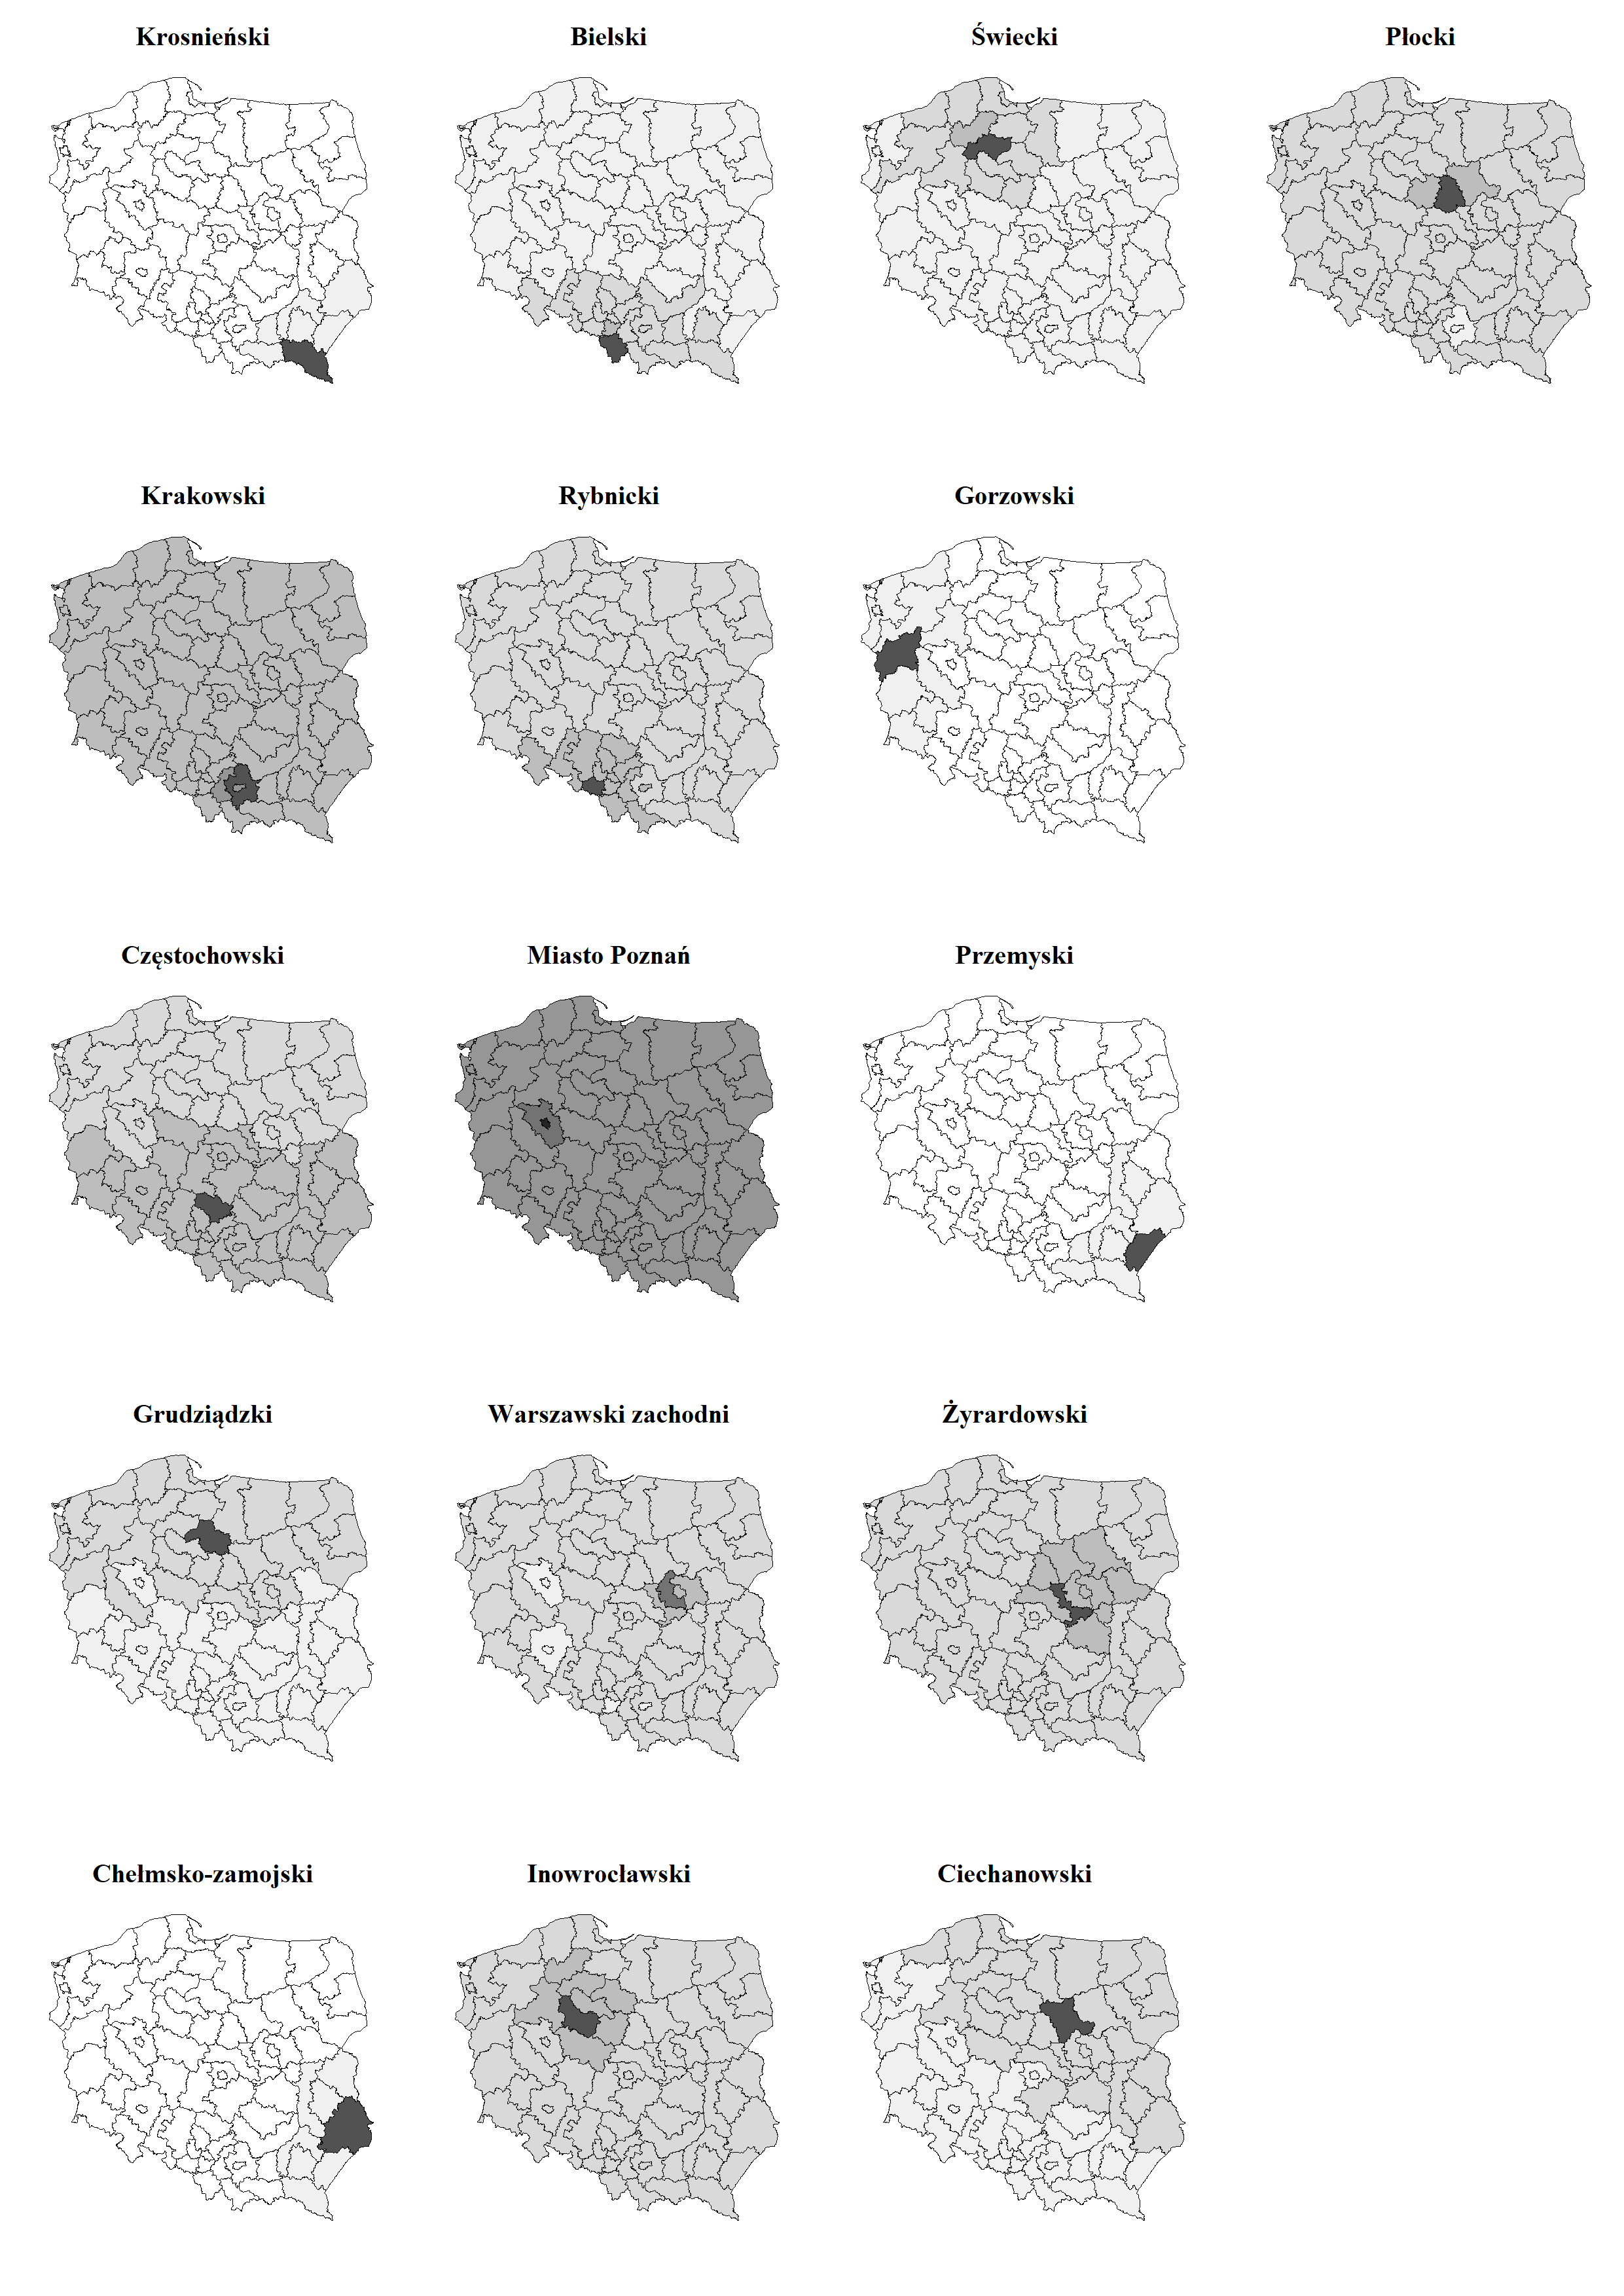 Krosnieński
Bielski
Świecki
Płocki
Krakowski
Rybnicki
Gorzowski
Częstochowski
Miasto Poznań
Przemyski
Grudziądzki
Warszawski zachodni
Żyrardowski
Chełmsko-zamojski
Inowrocławski
Ciechanowski